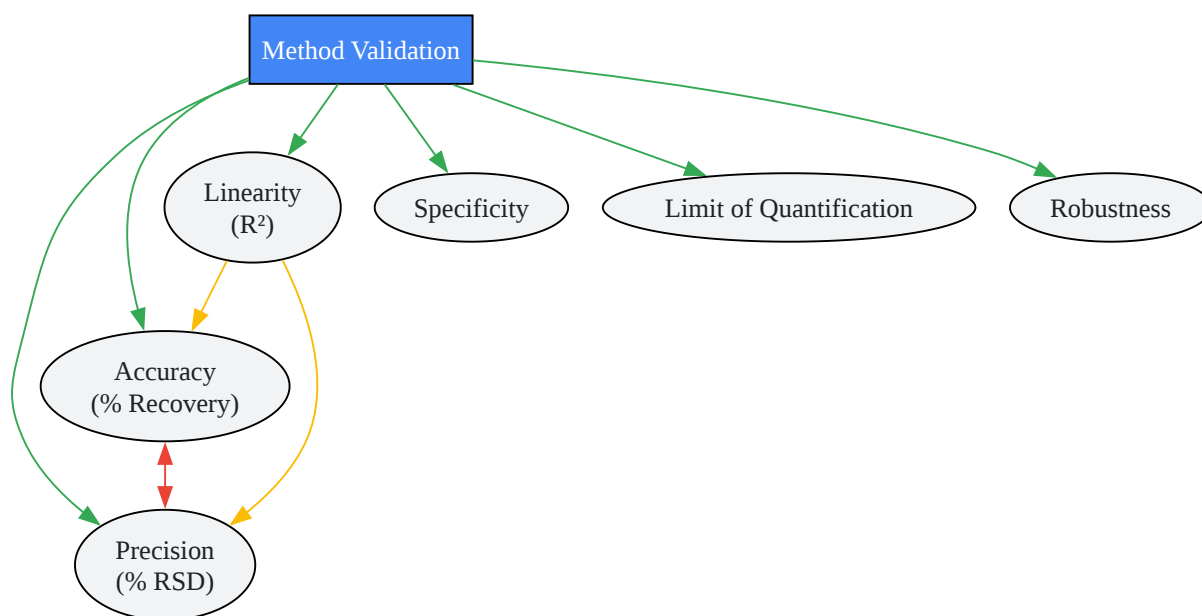 Method Validation
Linearity
(R²)
Specificity
Limit of Quantification
Robustness
Accuracy
(% Recovery)
Precision
(% RSD)